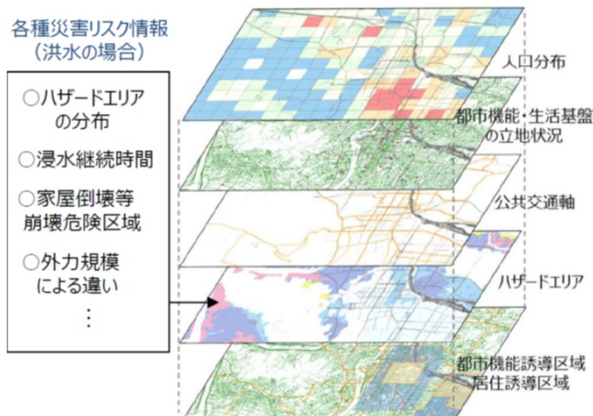 各種災害リスク情報
（洪水の場合）
○ハザードエリア
の分布
○浸水継続時間
○家屋倒壊等
崩壊危険区域
○外力規模
による違い
⋮
人口分布
都市機能・生活基盤
の立地状況
公共交通軸
ハザードエリア
都市機能誘導区域
居住誘導区域